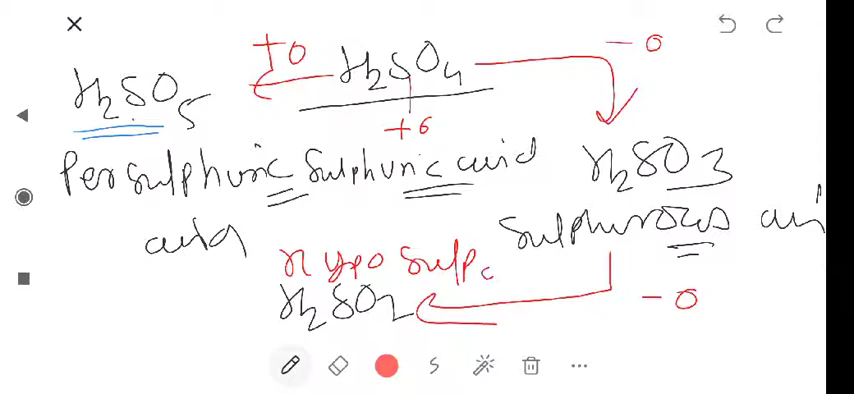 +O H2SO4 -O
H2SO5
+6
Persulphuric Sulphuric acid H2SO3
acid Sulphurous aci
Hypo Sulp
H2SO2 -O